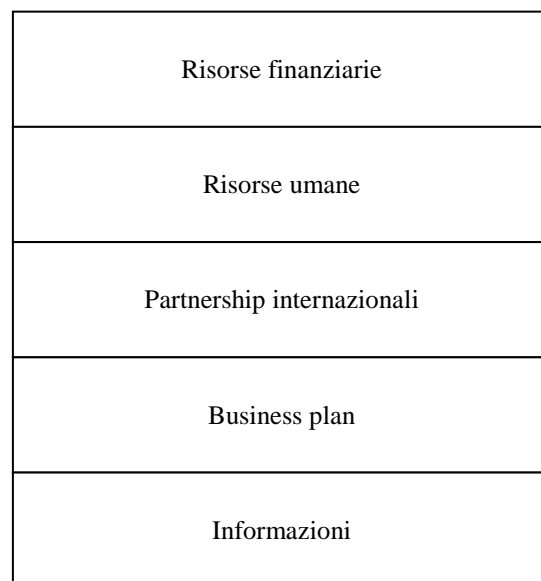 Risorse finanziarie
Risorse umane
Partnership internazionali
Business plan
Informazioni